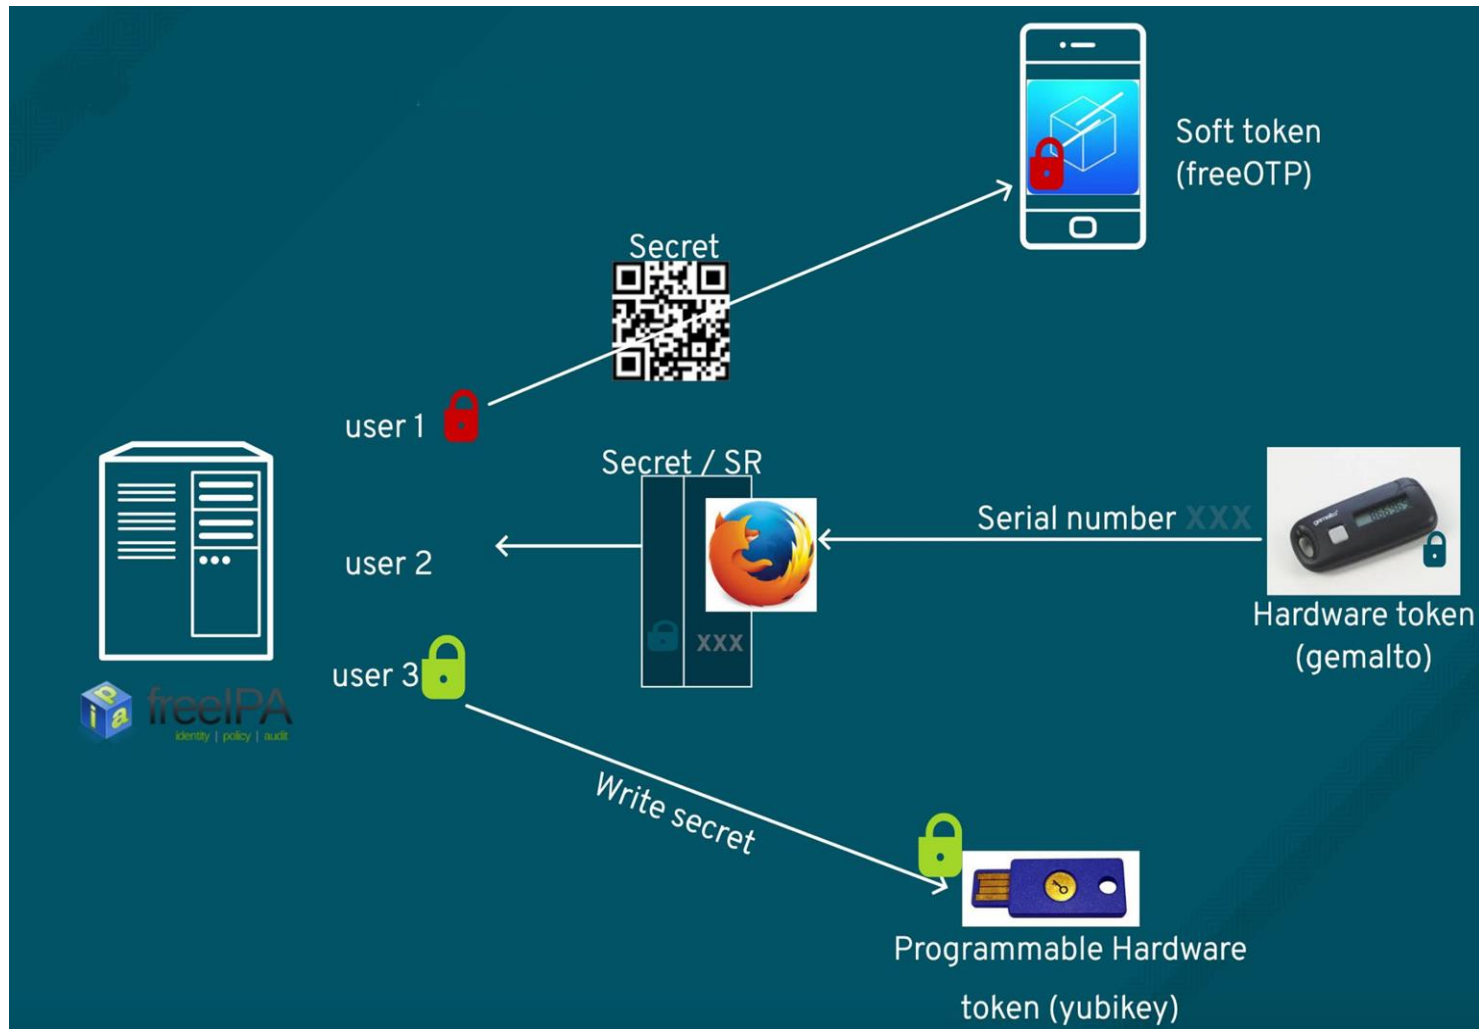 Soft token
(freeOTP)
Secret
user 1
Secret / SR
Serial number XXX
user 2
Hardware token
(gemalto)
gemalto
XXX
user 3
freeIPA
identity | policy | audit
Write secret
Programmable Hardware
token (yubikey)